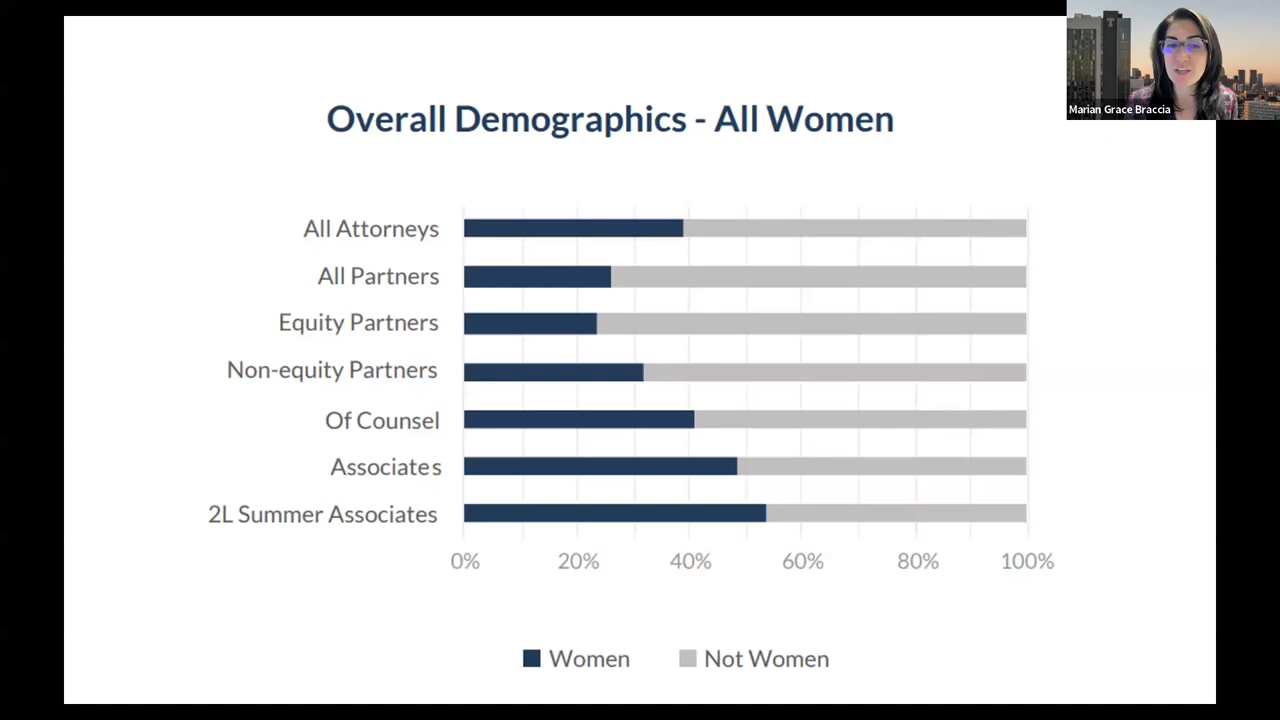 Marian Grace Braccia
Overall Demographics - All Women
All Attorneys
All Partners
Equity Partners
Non-equity Partners
Of Counsel
Associates
2L Summer Associates
0% 20% 40% 60% 80% 100%
Women Not Women